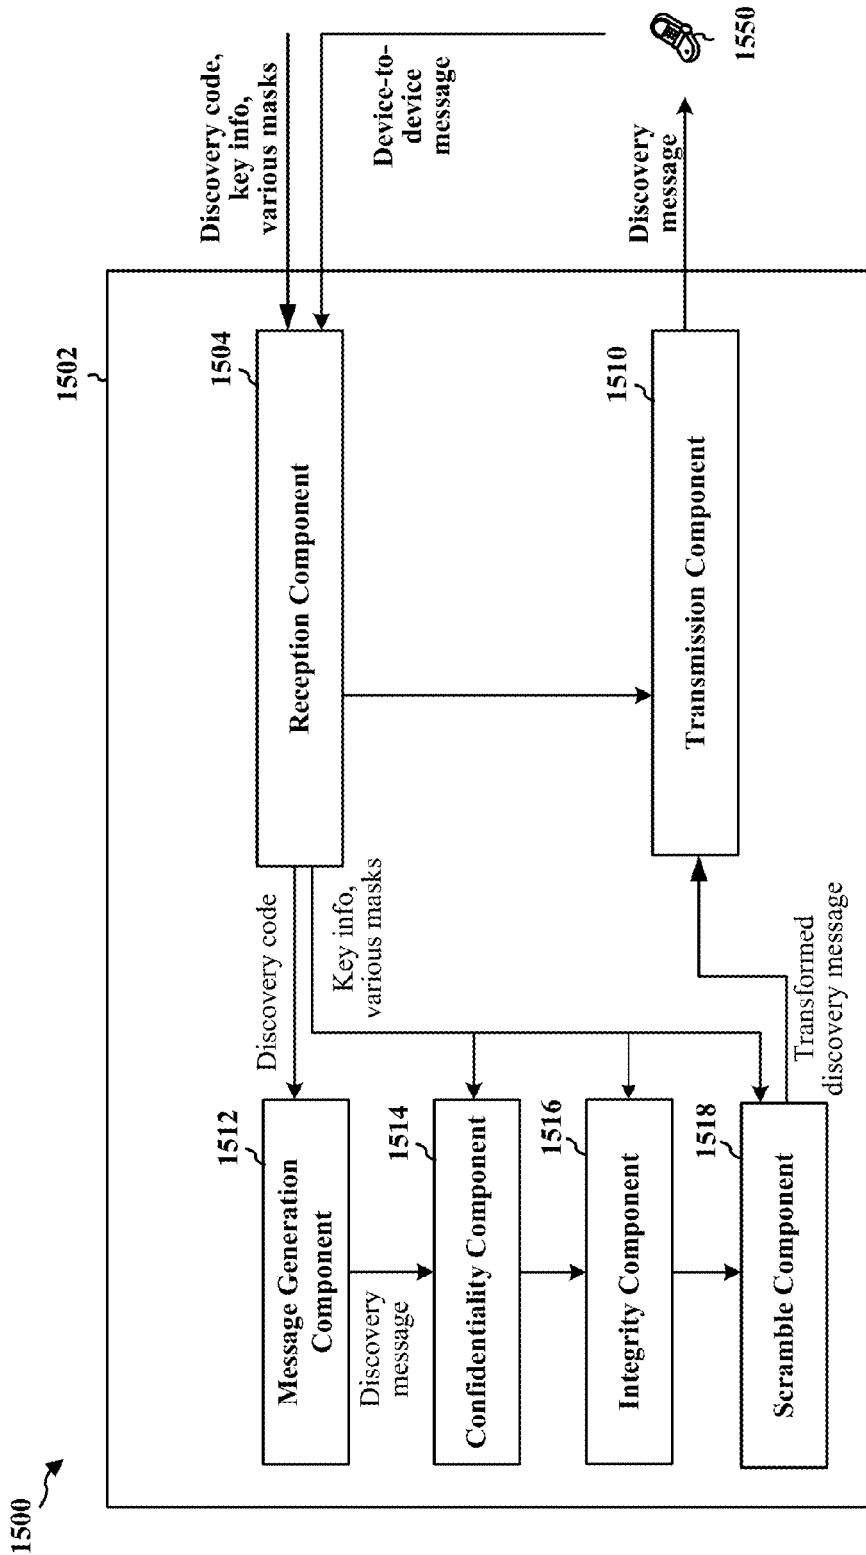 1500
1502
1512
Message Generation
Component
Discovery
message
1514
Confidentiality Component
1516
Integrity Component
1518
Scramble Component
Discovery code
Key info,
various masks
Transformed
discovery message
1504
Reception Component
1510
Transmission Component
Discovery code,
key info,
various masks
Device-to-
device
message
Discovery
message
1550